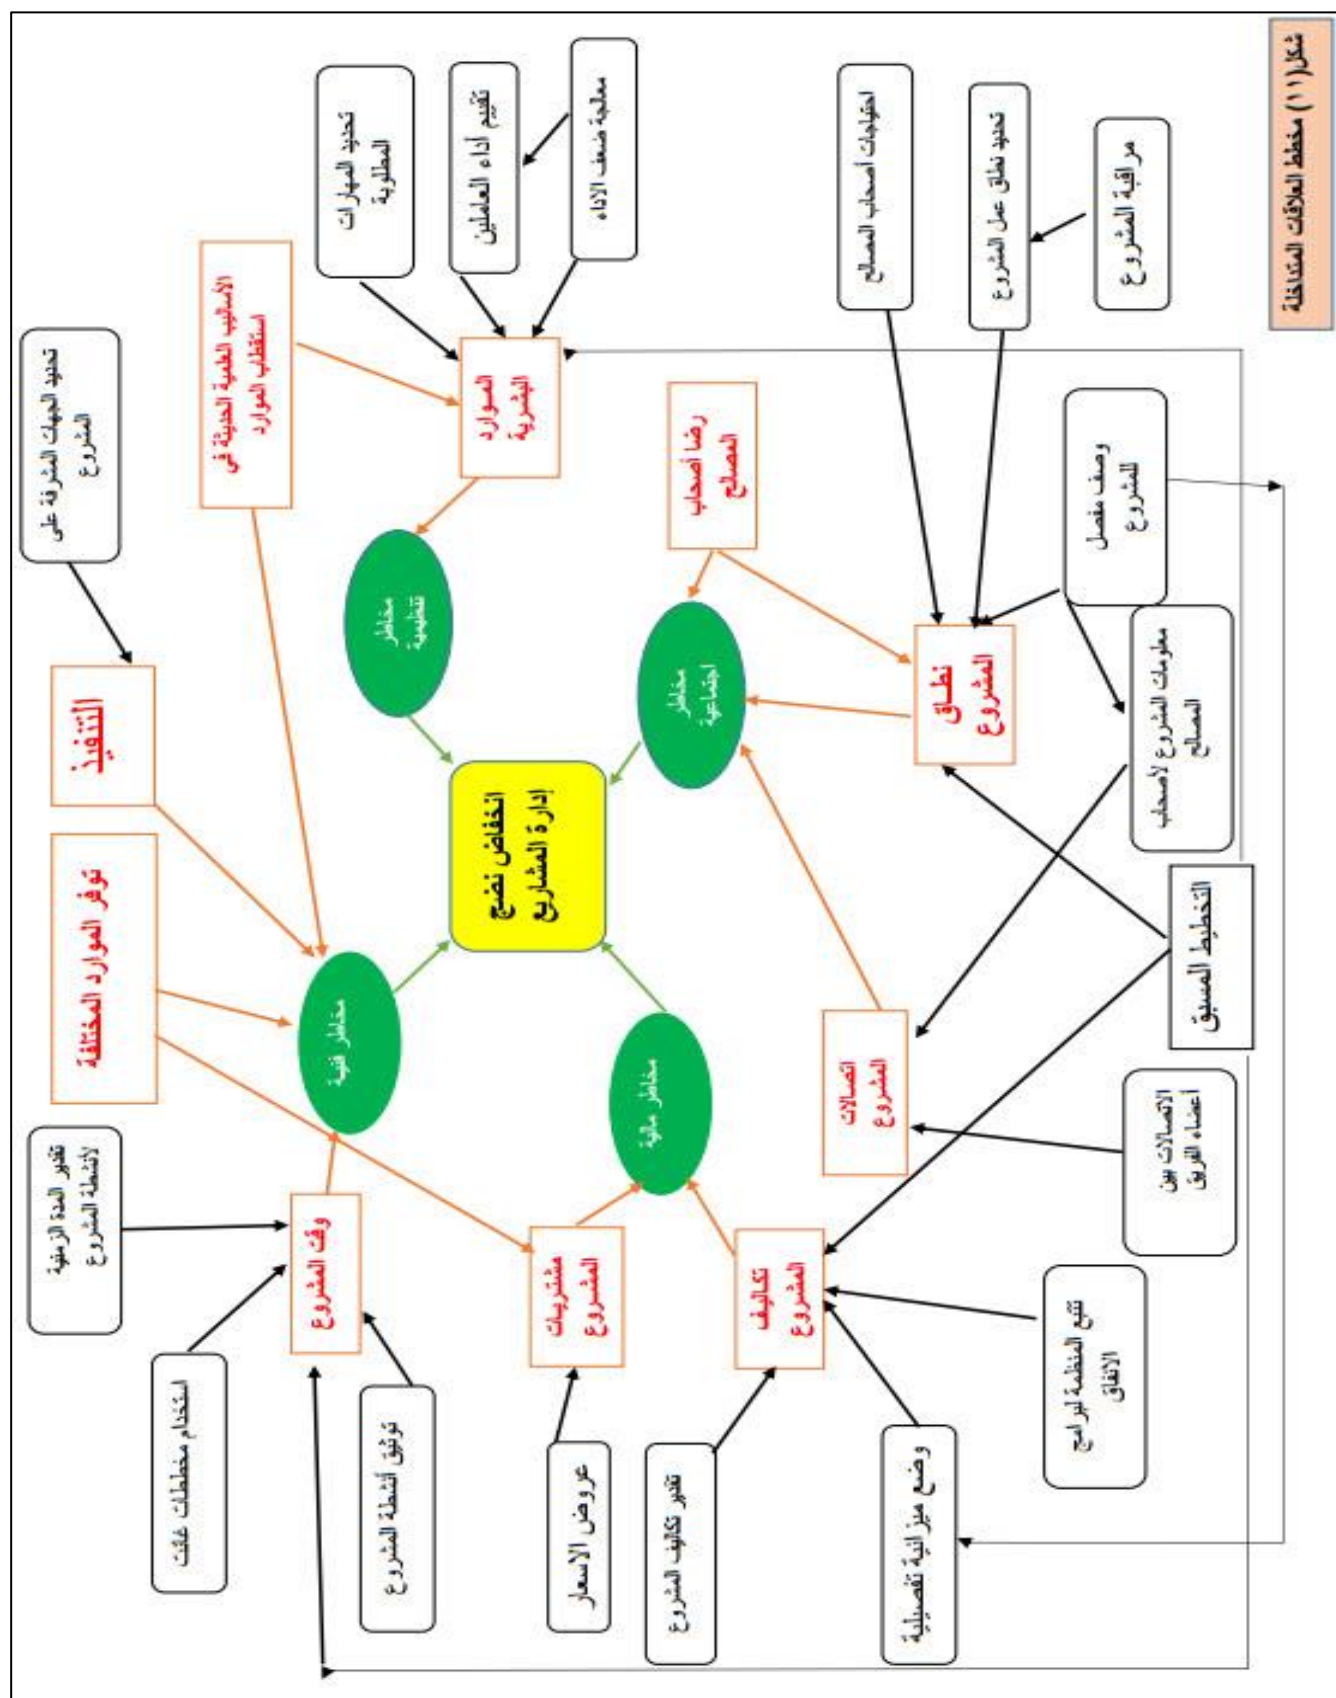 شكل(١١) مخطط العلاقات المتداخلة
مراقبة المشروع
تحديد نطاق عمل المشروع
احتياجات أصحاب المصالح
معالجة ضعف الاداء
تقييم أداء العاملين
تحديد المهارات
المطلوبة
الأساليب العلمية الحديثة في
استقطاب الموارد
تحديد الجهات المشرفة على
المشروع
وصف مفصل
للمشروع
رضا أصحاب
المصالح
الموارد
البشرية
معلومات المشروع لأصحاب
المصالح
نطاق
المشروع
مخاطر
اجتماعية
مخاطر
تنظيمية
التنفيذ
التخطيط المسبق
انخفاض نضج
إدارة المشاريع
توفر الموارد المختلفة
اتصالات
المشروع
مخاطر مالية
مخاطر فنية
الاتصالات بين
أعضاء الفريق
تكاليف
المشروع
مشتريات
المشروع
وقت المشروع
تقدير المدة الزمنية
لأنشطة المشروع
تتبع المنظمة لبرامج
الانفاق
وضع ميزانية تفصيلية
تقدير تكاليف المشروع
عروض الاسعار
توثيق أنشطة المشروع
استخدام مخططات غانت